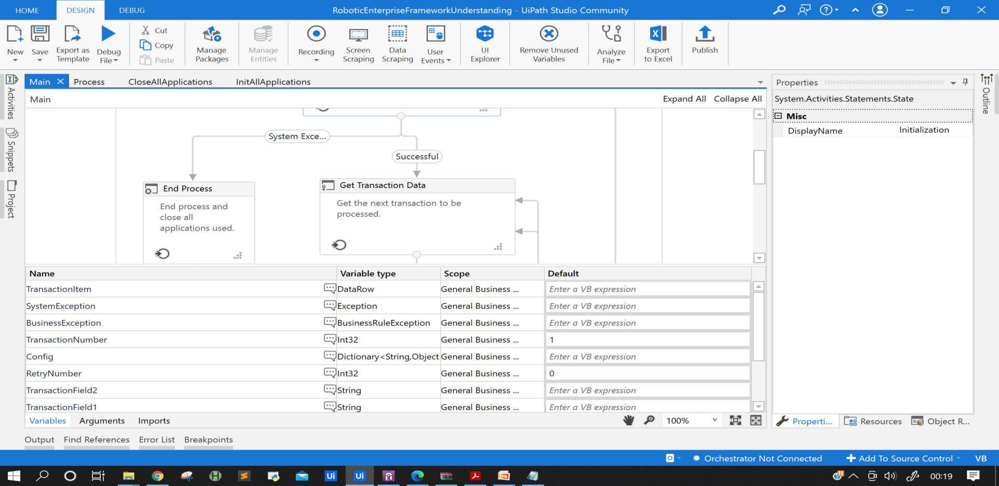 HOME DESIGN DEBUG RoboticEnterpriseFrameworkUnderstanding - UiPath Studio Community
New Save Export as Template Debug File Cut Copy Paste Manage Packages Manage Entities Recording Screen Scraping Data Scraping User Events UI Explorer Remove Unused Variables Analyze File Export to Excel Publish
Main Process CloseAllApplications InitAllApplications
Main Expand All Collapse All
Activities
Snippets
Project
System Exce...
Successful
End Process
End process and
close all
applications used.
Get Transaction Data
Get the next transaction to be
processed.
Name Variable type Scope Default
TransactionItem DataRow General Business ... Enter a VB expression
SystemException Exception General Business ... Enter a VB expression
BusinessException BusinessRuleException General Business ... Enter a VB expression
TransactionNumber Int32 General Business ... 1
Config Dictionary<String,Object General Business ... Enter a VB expression
RetryNumber Int32 General Business ... 0
TransactionField2 String General Business ... Enter a VB expression
TransactionField1 String General Business ... Enter a VB expression
Variables Arguments Imports 100%
Properties
System.Activities.Statements.State
Misc
DisplayName Initialization
Outline
Properti... Resources Object R...
Output Find References Error List Breakpoints
Orchestrator Not Connected Add To Source Control VB
Ui Ui 00:19